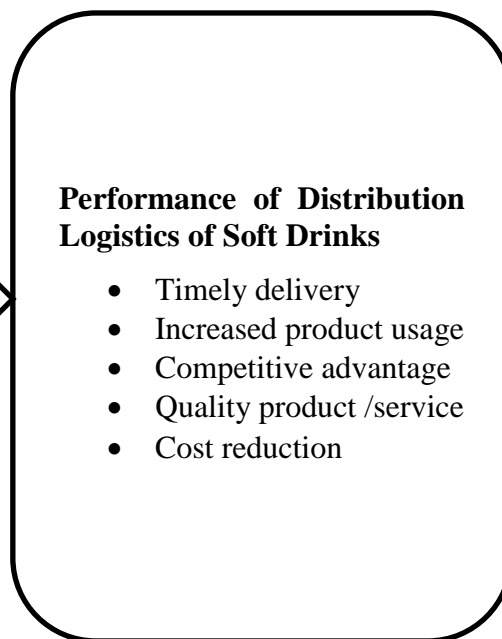 Performance of Distribution
Logistics of Soft Drinks
• Timely delivery
• Increased product usage
• Competitive advantage
• Quality product /service
• Cost reduction